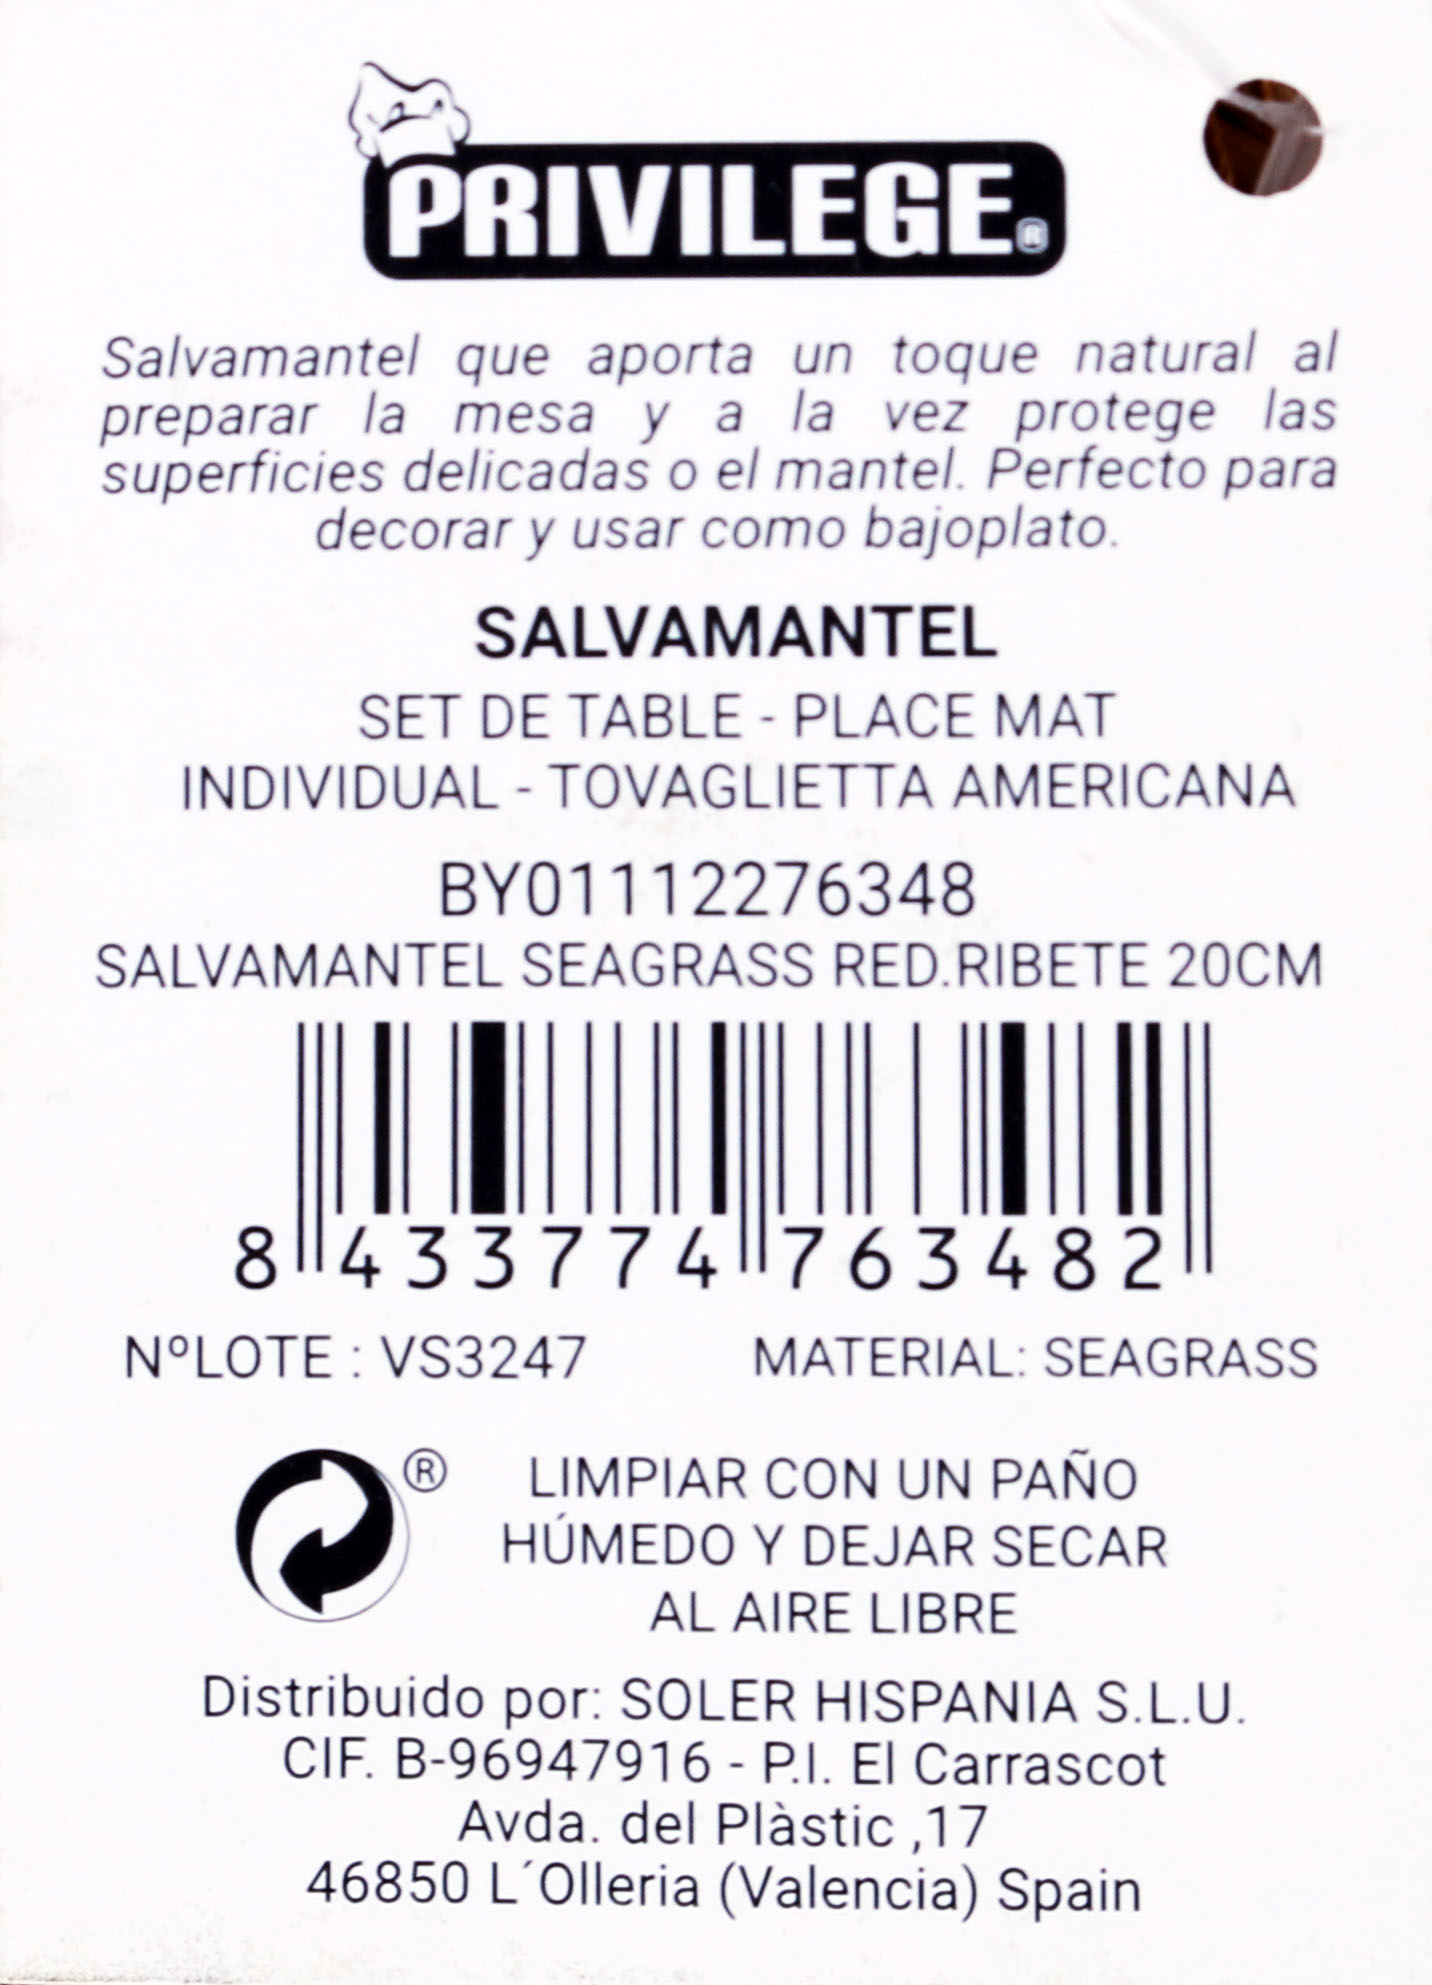 PRIVILEGE®
Salvamantel que aporta un toque natural al
preparar la mesa y a la vez protege las
superficies delicadas o el mantel. Perfecto para
decorar y usar como bajoplato.
SALVAMANTEL
SET DE TABLE - PLACE MAT
INDIVIDUAL - TOVAGLIETTA AMERICANA
BY01112276348
SALVAMANTEL SEAGRASS RED.RIBETE 20CM
8 433774 763482
NºLOTE : VS3247 MATERIAL: SEAGRASS
® LIMPIAR CON UN PAÑO
HÚMEDO Y DEJAR SECAR
AL AIRE LIBRE
Distribuido por: SOLER HISPANIA S.L.U.
CIF. B-96947916 - P.I. El Carrascot
Avda. del Plàstic ,17
46850 L´Olleria (Valencia) Spain